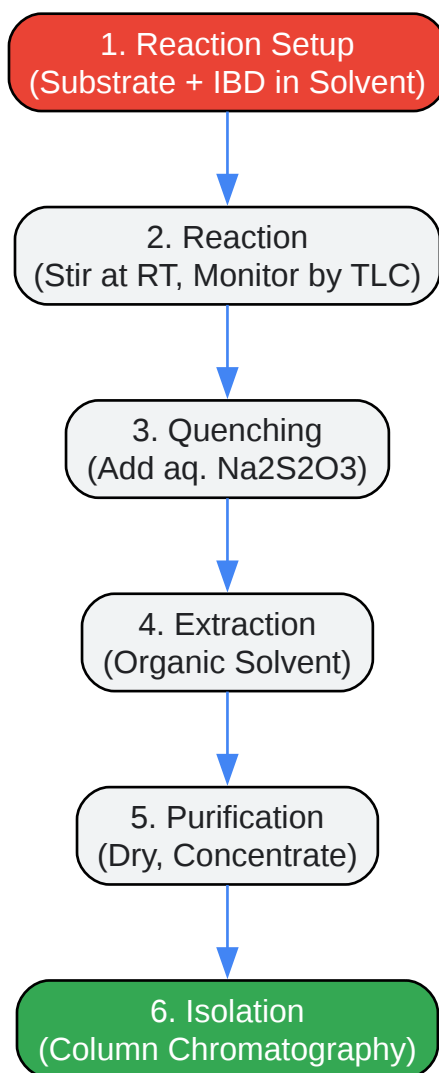 1. Reaction Setup
(Substrate + IBD in Solvent)
2. Reaction
(Stir at RT, Monitor by TLC)
3. Quenching
(Add aq. Na2S2O3)
4. Extraction
(Organic Solvent)
5. Purification
(Dry, Concentrate)
6. Isolation
(Column Chromatography)